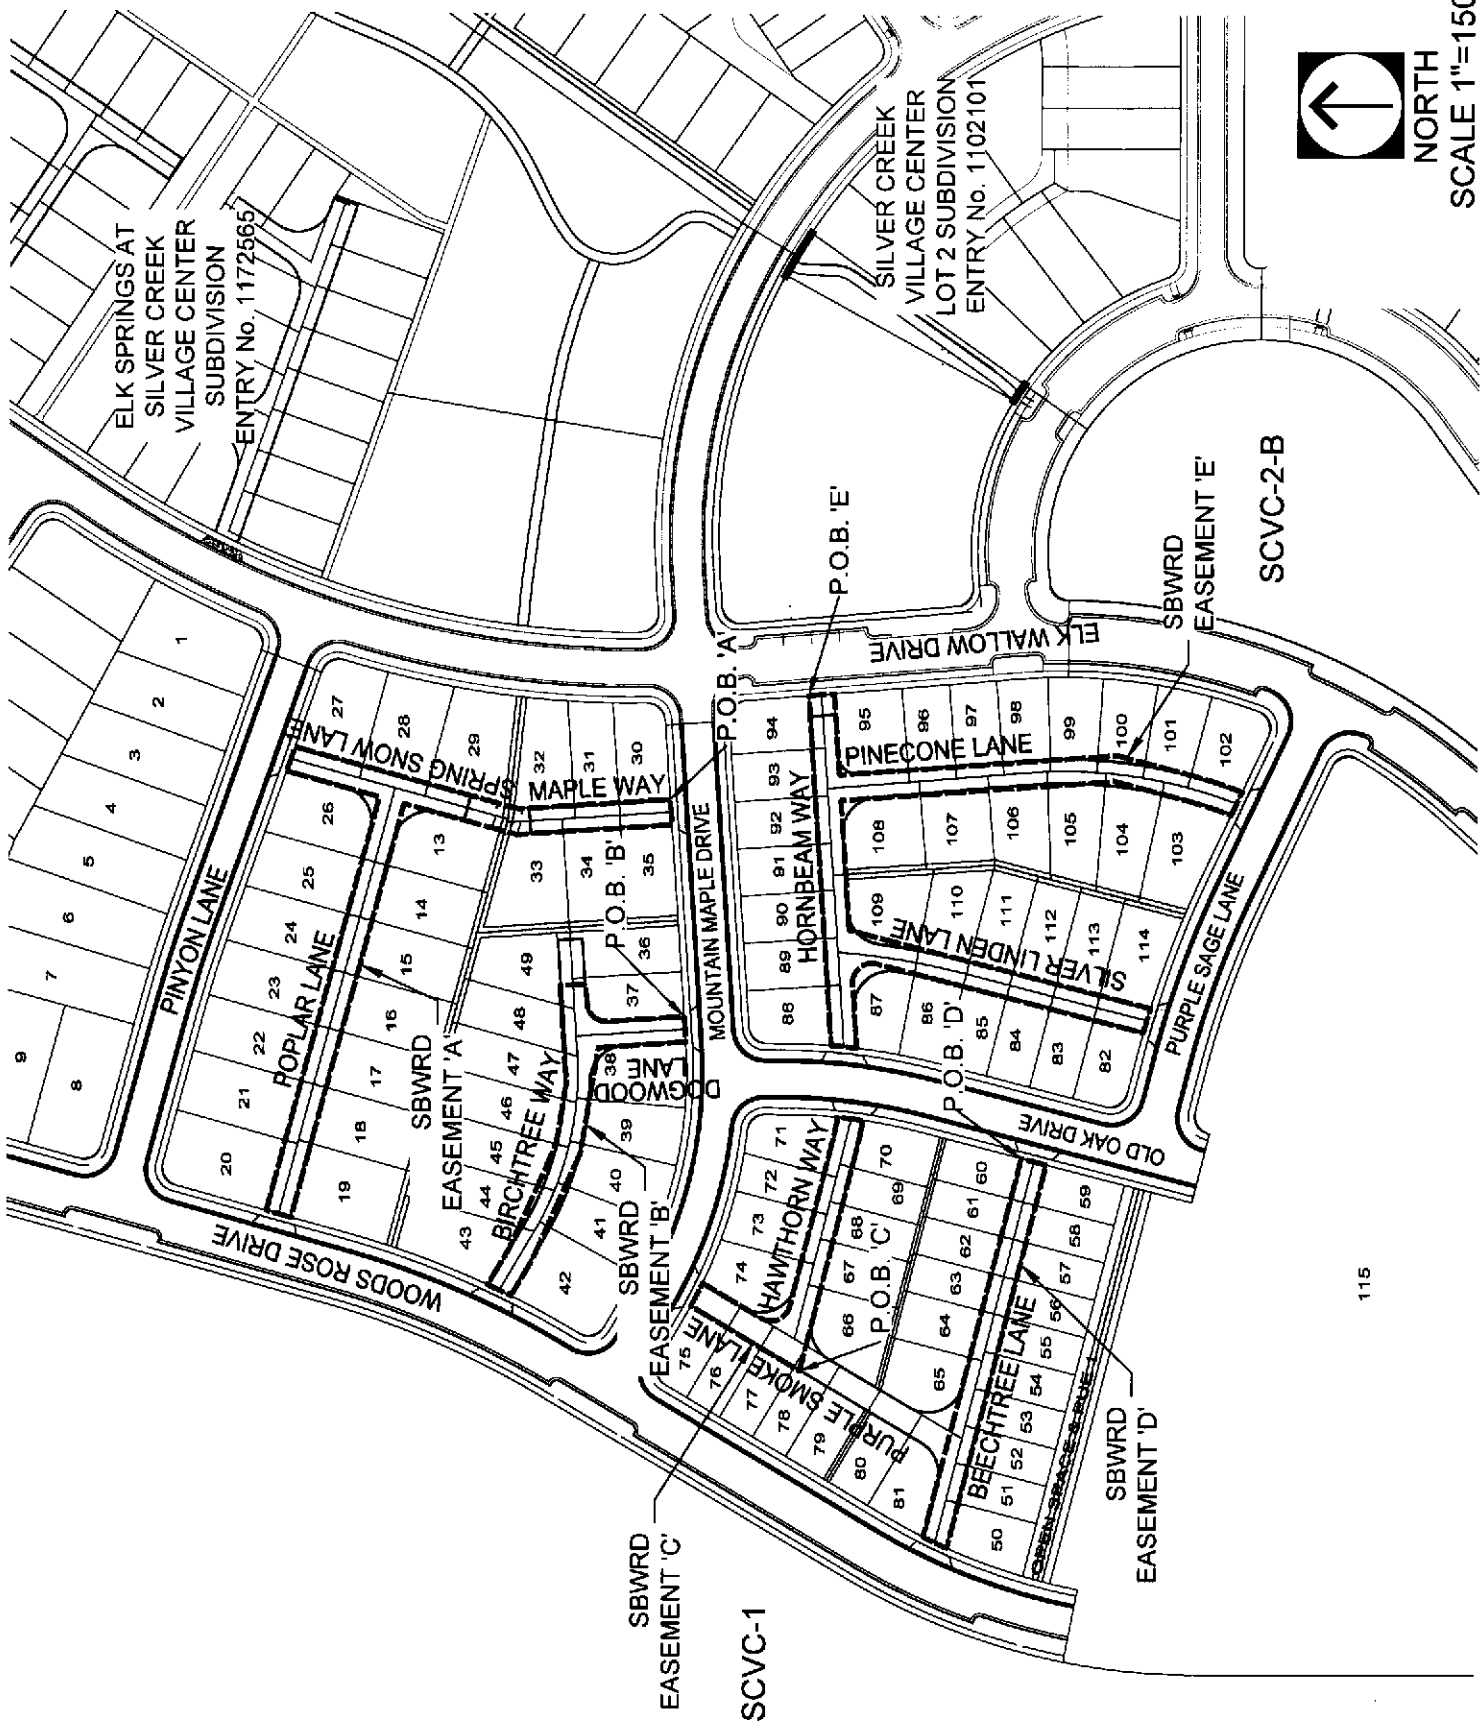 ELK SPRINGS AT
SILVER CREEK
VILLAGE CENTER
SUBDIVISION
ENTRY No. 1172565
SILVER CREEK
VILLAGE CENTER
LOT 2 SUBDIVISION
ENTRY No. 1102101
NORTH
SCALE 1"=150
9
8
7
6
5
4
3
2
1
PINYON LANE
20
21
22
23
24
25
26
27
28
29
SPRING SNOW LANE
POPLAR LANE
19
18
17
16
15
14
13
WOODS ROSE DRIVE
SBWRD
EASEMENT 'A'
32
31
30
MAPLE WAY
33
34
35
P.O.B. 'A'
P.O.B. 'B'
43
44
45
46
47
48
49
BIRCHTREE WAY
42
41
40
39
38
37
36
DOGWOOD
LANE
SBWRD
EASEMENT 'B'
MOUNTAIN MAPLE DRIVE
P.O.B. 'E'
ELK WALLOW DRIVE
88
89
90
91
92
93
94
HORNBEAM WAY
95
96
97
98
99
100
101
102
PINECONE LANE
108
107
106
105
104
103
109
110
111
112
113
114
SILVER LINDEN LANE
87
86
85
84
83
82
PURPLE SAGE LANE
SBWRD
EASEMENT 'E'
SCVC-2-B
OLD OAK DRIVE
P.O.B. 'D'
71
72
73
74
HAWTHORN WAY
75
76
77
78
79
80
81
PURPLE SMOKE LANE
70
69
68
67
66
P.O.B. 'C'
60
61
62
63
64
65
BEECHTREE LANE
59
58
57
56
55
54
53
52
51
50
OPEN SPACE & PUE 1
SBWRD
EASEMENT 'C'
SBWRD
EASEMENT 'D'
SCVC-1
115